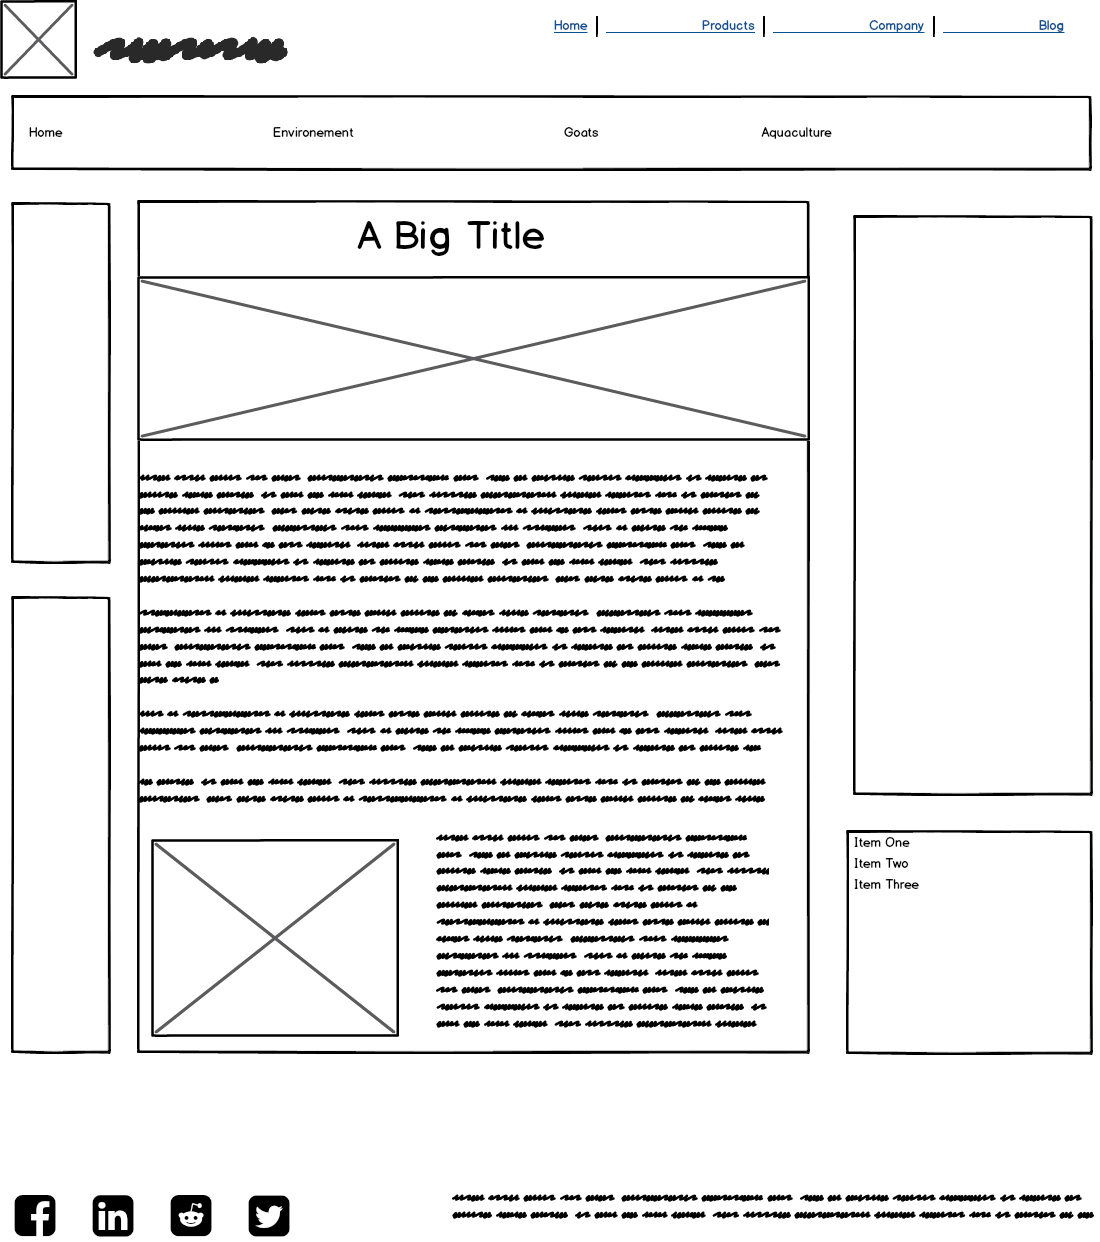 Home Products Company Blog
Home Environement Goats Aquaculture
A Big Title
Item One
Item Two
Item Three